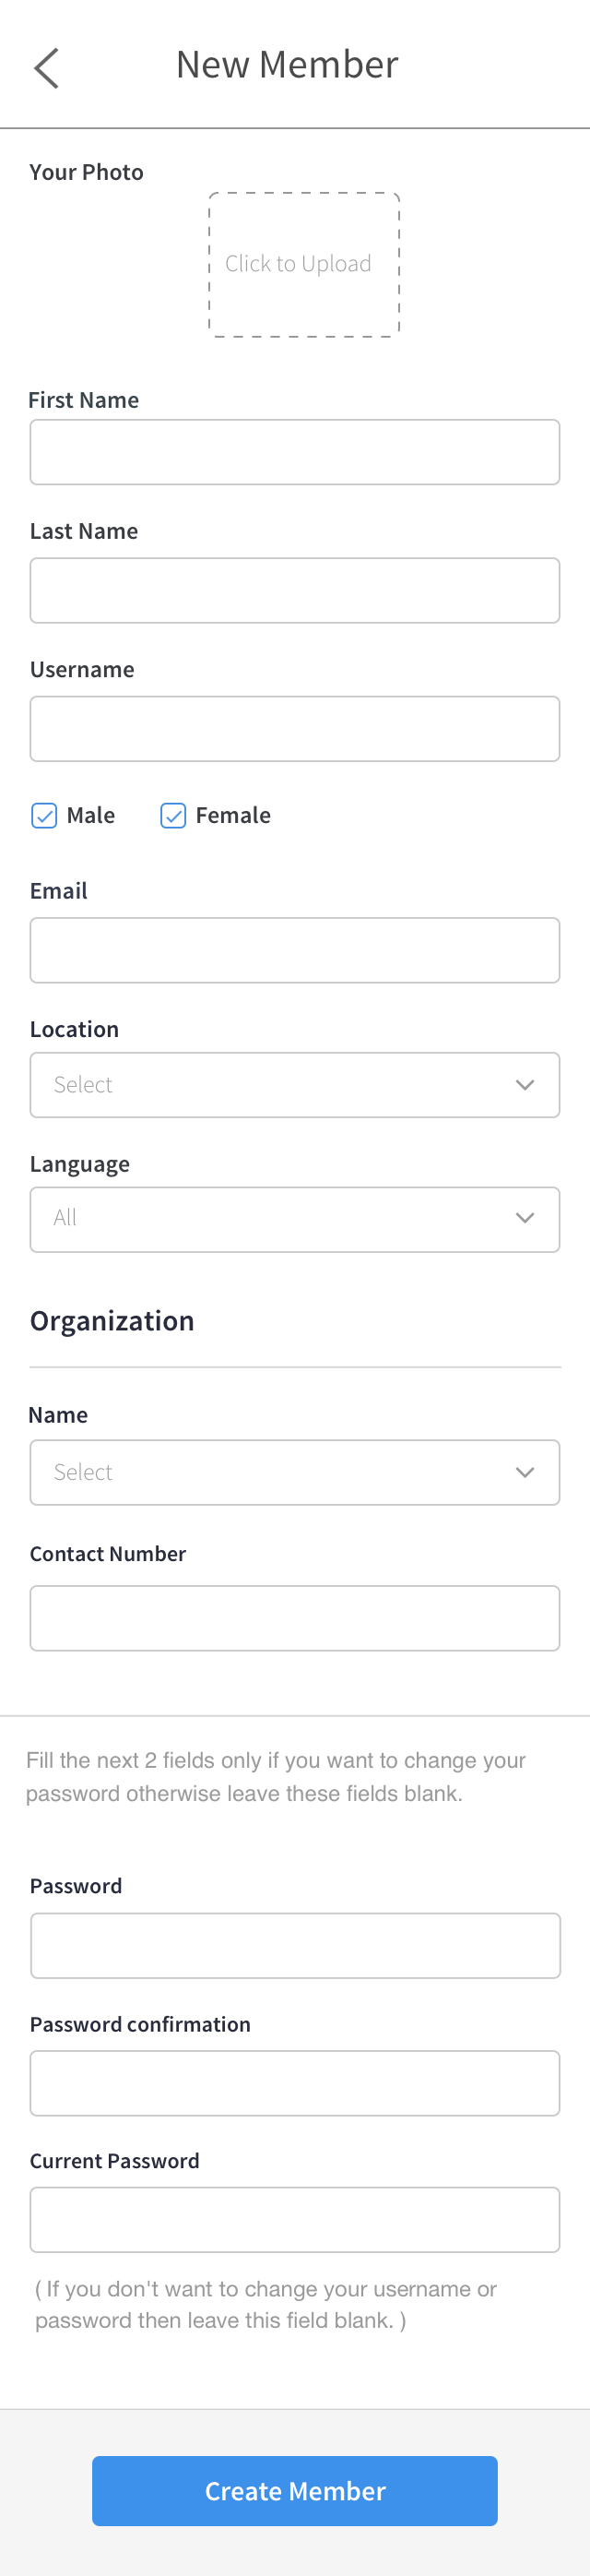 New Member
Your Photo
Click to Upload
First Name
Last Name
Username
Male Female
Email
Location
Select
Language
All
Organization
Name
Select
Contact Number
Fill the next 2 fields only if you want to change your
password otherwise leave these fields blank.
Password
Password confirmation
Current Password
( If you don't want to change your username or
password then leave this field blank. )
Create Member